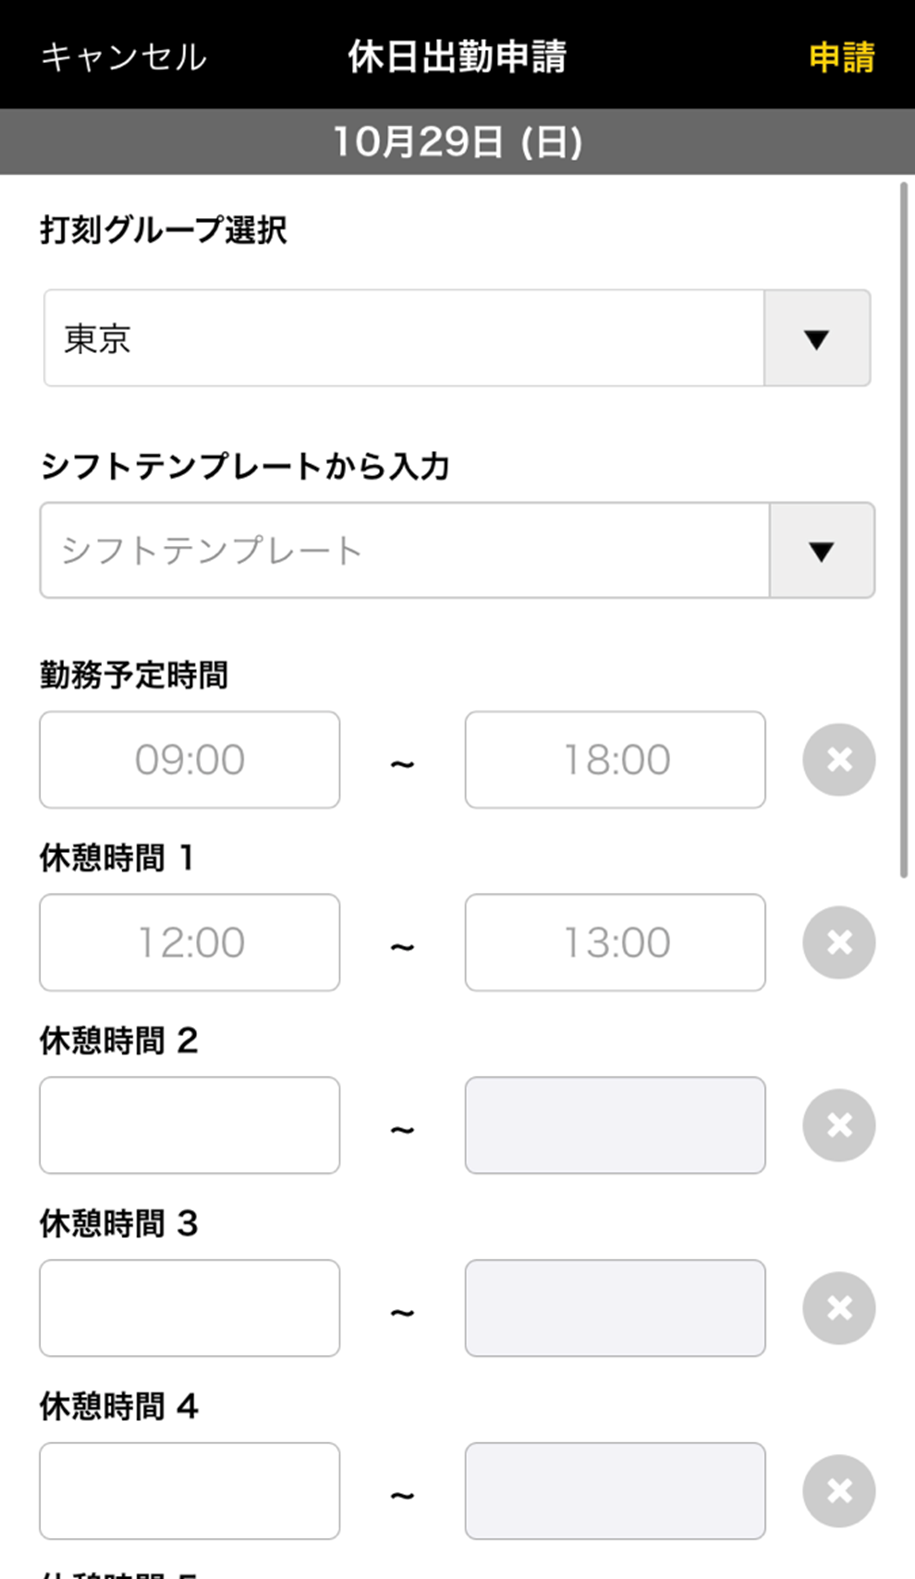 キャンセル 休日出勤申請 申請
10月29日 (日)
打刻グループ選択
東京
シフトテンプレートから入力
シフトテンプレート
勤務予定時間
09:00 ~ 18:00
休憩時間 1
12:00 ~ 13:00
休憩時間 2
~
休憩時間 3
~
休憩時間 4
~